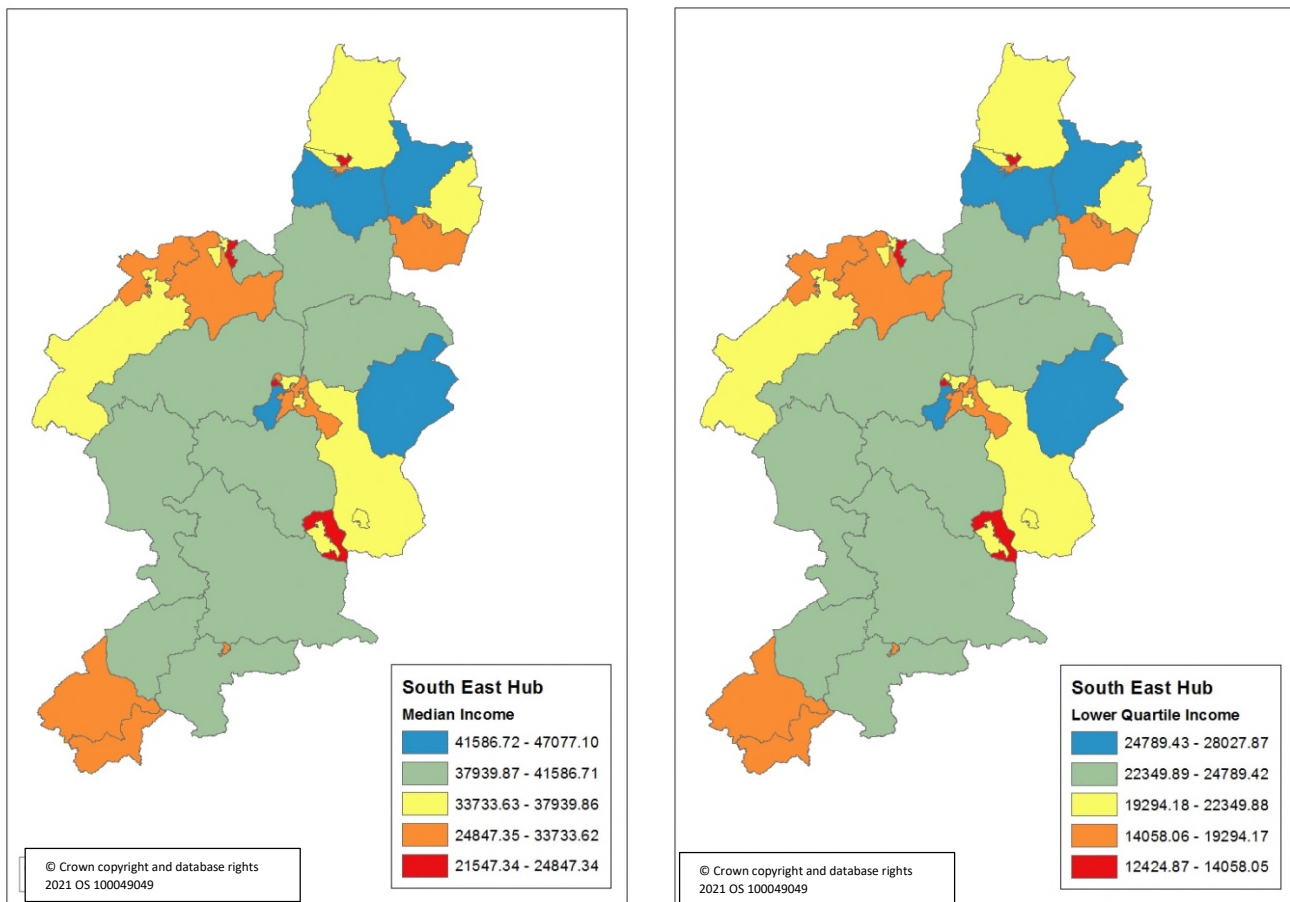 South East Hub
Median Income
41586.72 - 47077.10
37939.87 - 41586.71
33733.63 - 37939.86
24847.35 - 33733.62
21547.34 - 24847.34
© Crown copyright and database rights
2021 OS 100049049
South East Hub
Lower Quartile Income
24789.43 - 28027.87
22349.89 - 24789.42
19294.18 - 22349.88
14058.06 - 19294.17
12424.87 - 14058.05
© Crown copyright and database rights
2021 OS 100049049